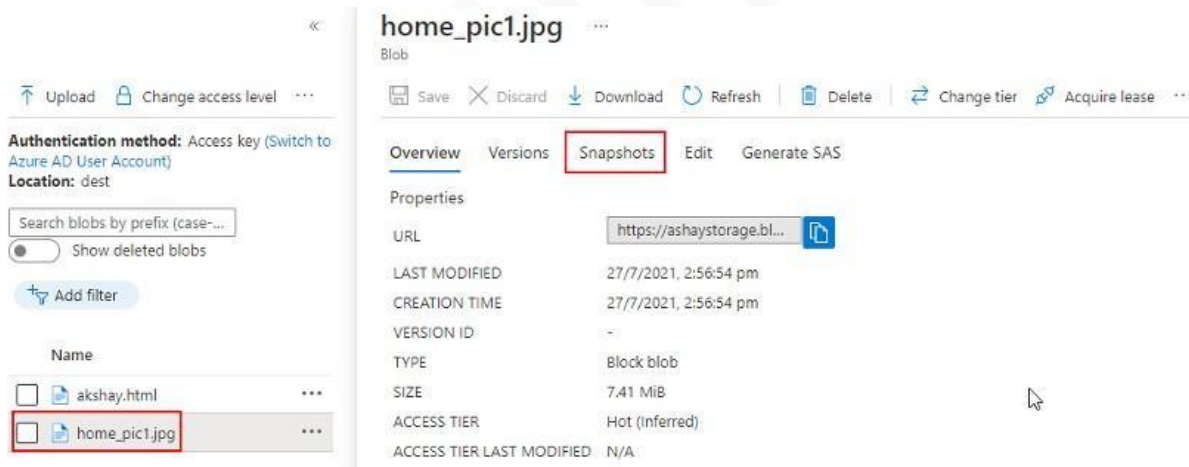 «
Upload Change access level ...
Authentication method: Access key (Switch to
Azure AD User Account)
Location: dest
Search blobs by prefix (case-...
Show deleted blobs
Add filter
Name
akshay.html ...
home_pic1.jpg ...
home_pic1.jpg ...
Blob
Save Discard Download Refresh Delete Change tier Acquire lease ...
Overview Versions Snapshots Edit Generate SAS
Properties
URL https://ashaystorage.bl...
LAST MODIFIED 27/7/2021, 2:56:54 pm
CREATION TIME 27/7/2021, 2:56:54 pm
VERSION ID -
TYPE Block blob
SIZE 7.41 MiB
ACCESS TIER Hot (Inferred)
ACCESS TIER LAST MODIFIED N/A